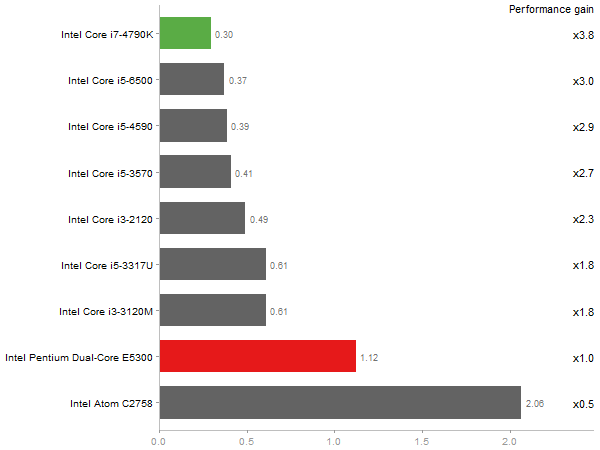 Performance gain
Intel Core i7-4790K 0.30 x3.8
Intel Core i5-6500 0.37 x3.0
Intel Core i5-4590 0.39 x2.9
Intel Core i5-3570 0.41 x2.7
Intel Core i3-2120 0.49 x2.3
Intel Core i5-3317U 0.61 x1.8
Intel Core i3-3120M 0.61 x1.8
Intel Pentium Dual-Core E5300 1.12 x1.0
Intel Atom C2758 2.06 x0.5
0.0 0.5 1.0 1.5 2.0